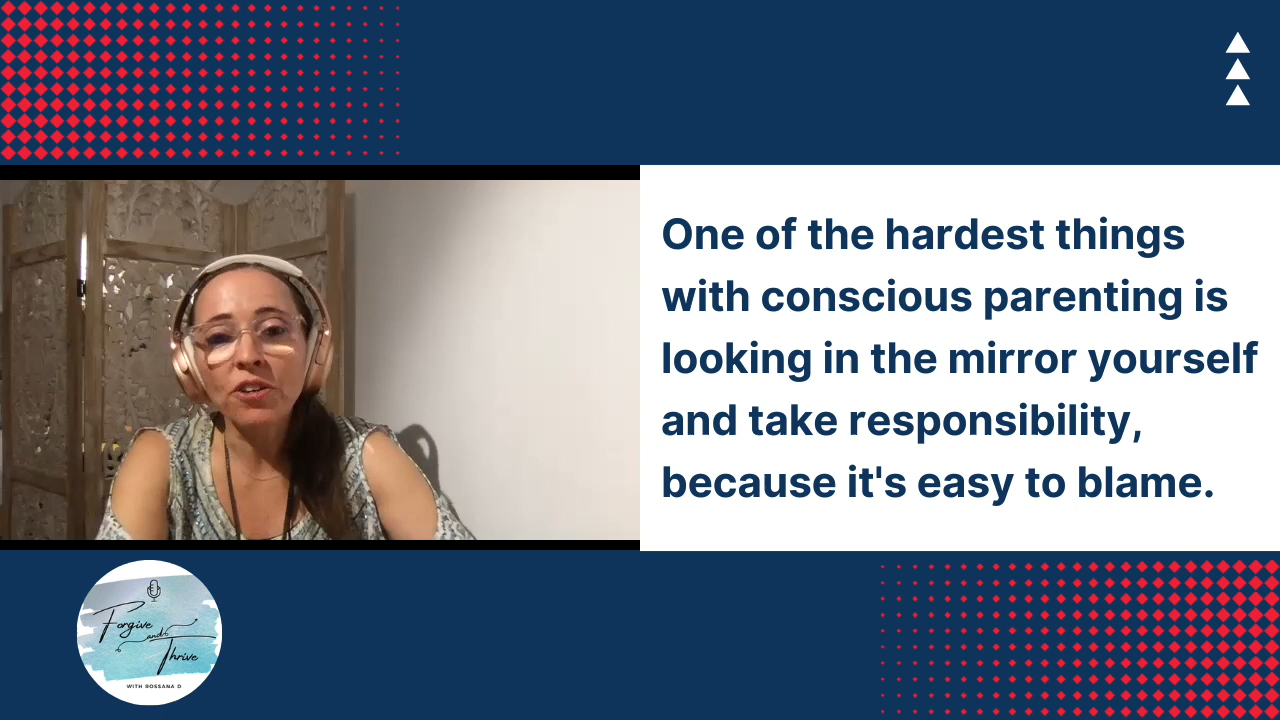 One of the hardest things
with conscious parenting is
looking in the mirror yourself
and take responsibility,
because it's easy to blame.
Forgive
and
Thrive
WITH ROSSANA D